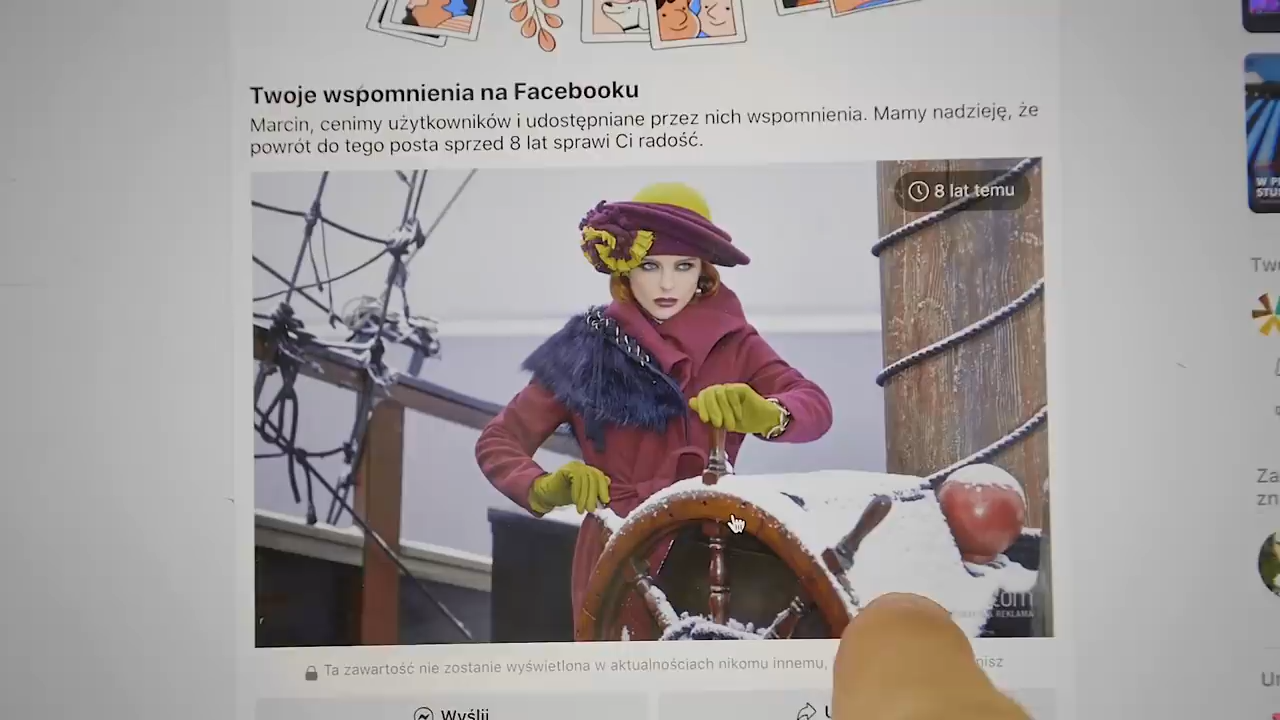 Twoje wspomnienia na Facebooku
Marcin, cenimy użytkowników i udostępniane przez nich wspomnienia. Mamy nadzieję, że
powrót do tego posta sprzed 8 lat sprawi Ci radość.
8 lat temu
REKLAMA
Ta zawartość nie zostanie wyświetlona w aktualnościach nikomu innemu,
Wyślij